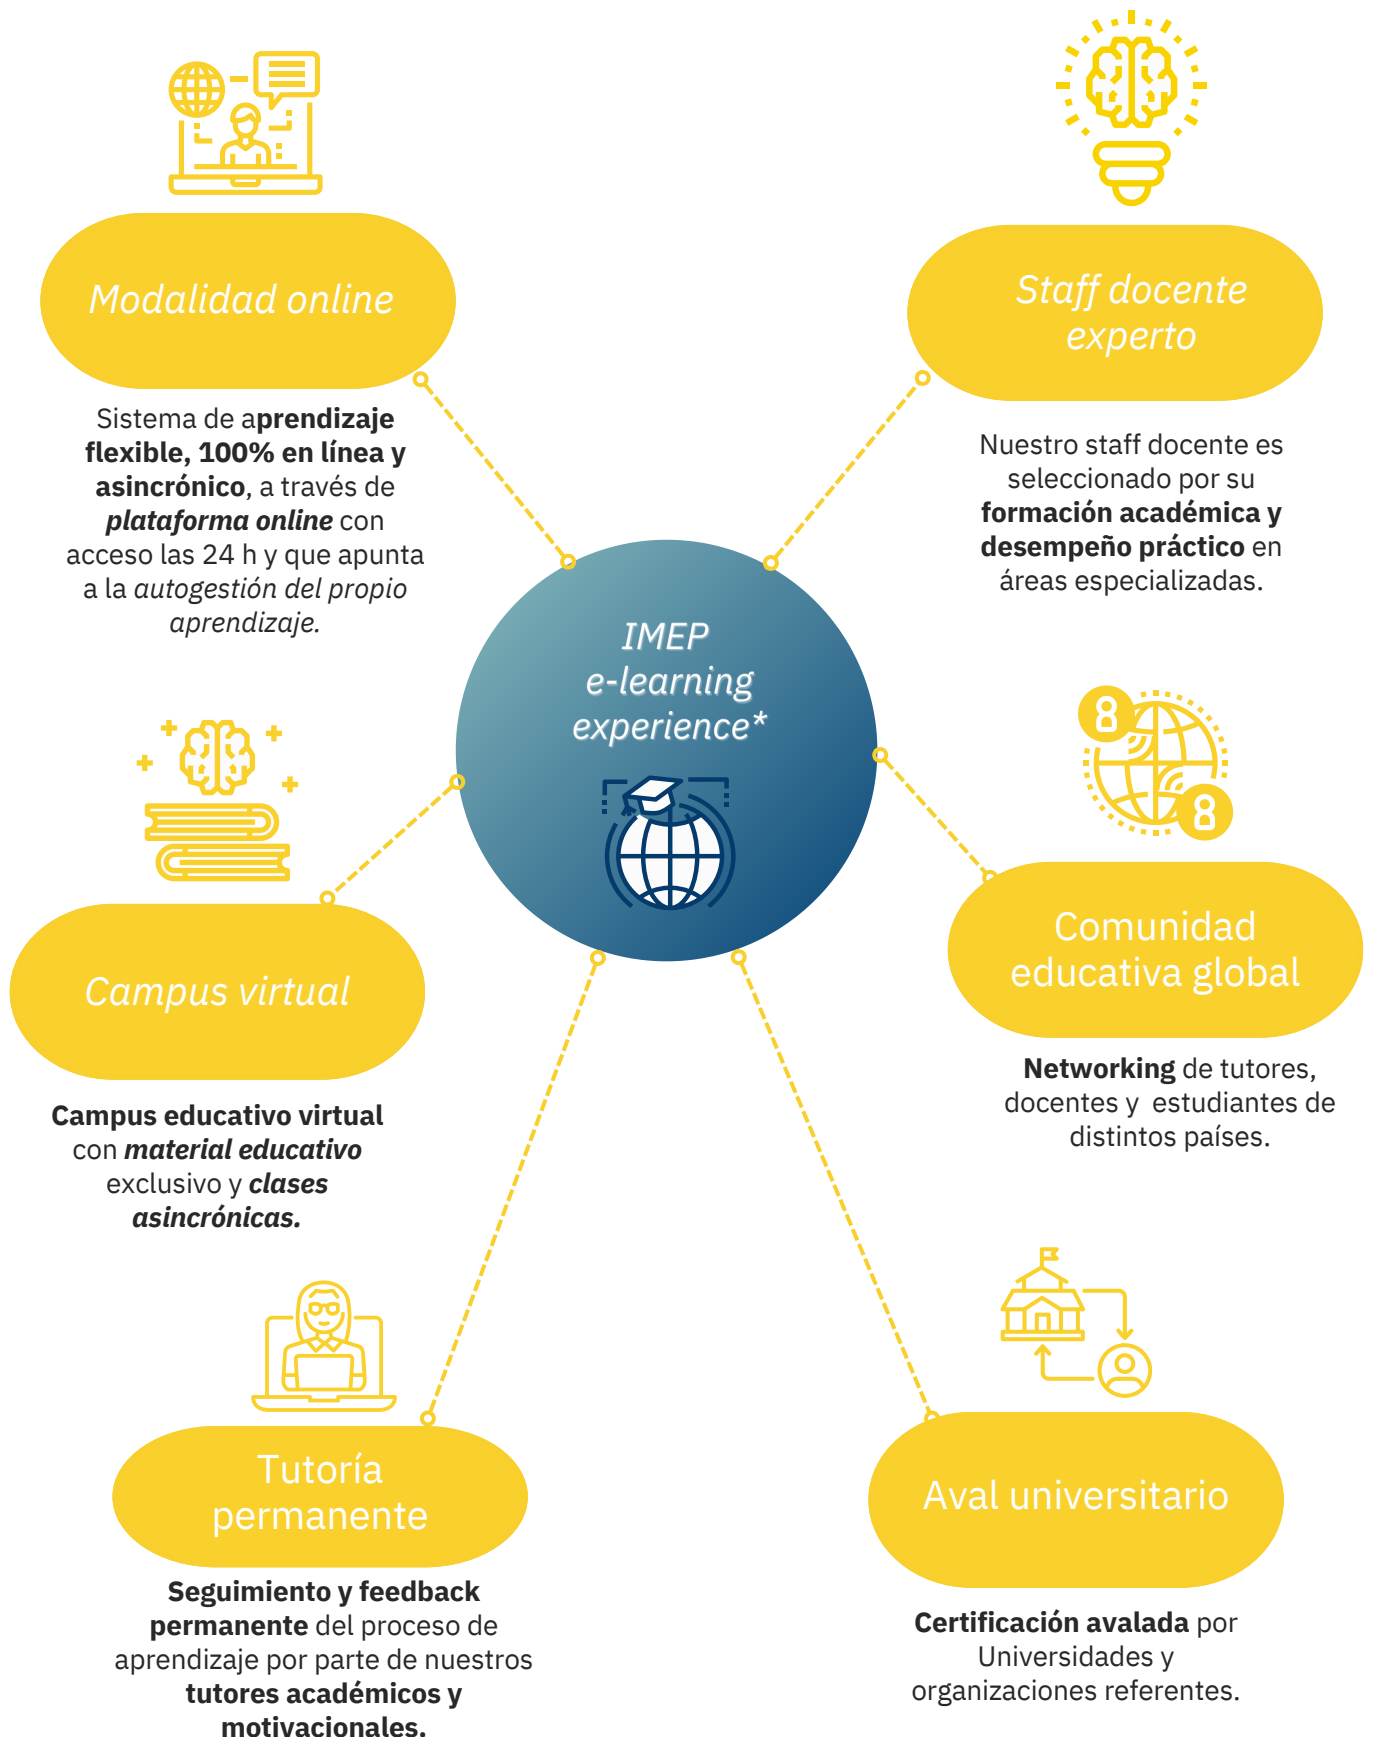 Modalidad online
Sistema de aprendizaje
flexible, 100% en línea y
asincrónico, a través de
plataforma online con
acceso las 24 h y que apunta
a la autogestión del propio
aprendizaje.
Staff docente
experto
Nuestro staff docente es
seleccionado por su
formación académica y
desempeño práctico en
áreas especializadas.
IMEP
e-learning
experience*
Campus virtual
Campus educativo virtual
con material educativo
exclusivo y clases
asincrónicas.
Comunidad
educativa global
Networking de tutores,
docentes y  estudiantes de
distintos países.
Tutoría
permanente
Seguimiento y feedback
permanente del proceso de
aprendizaje por parte de nuestros
tutores académicos y
motivacionales.
Aval universitario
Certificación avalada por
Universidades y
organizaciones referentes.